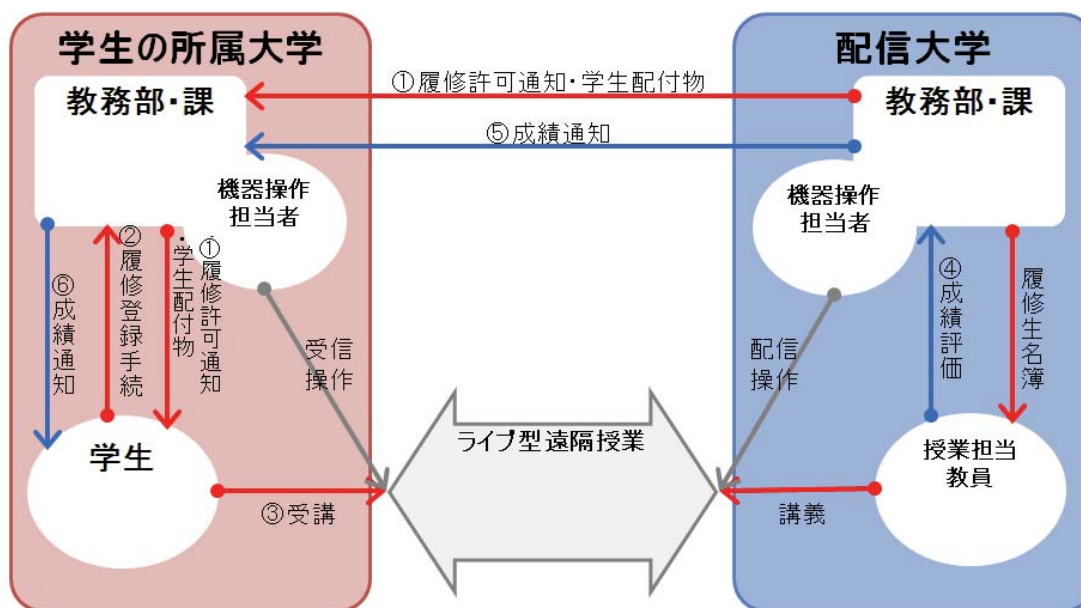 学生の所属大学
配信大学
教務部・課
①履修許可通知・学生配付物
教務部・課
⑤成績通知
機器操作
担当者
機器操作
担当者
⑥成績通知
②履修登録手続
①履修許可通知
・学生配付物
受信
操作
配信
操作
④成績評価
履修生名簿
学生
ライブ型遠隔授業
授業担当
教員
③受講
講義